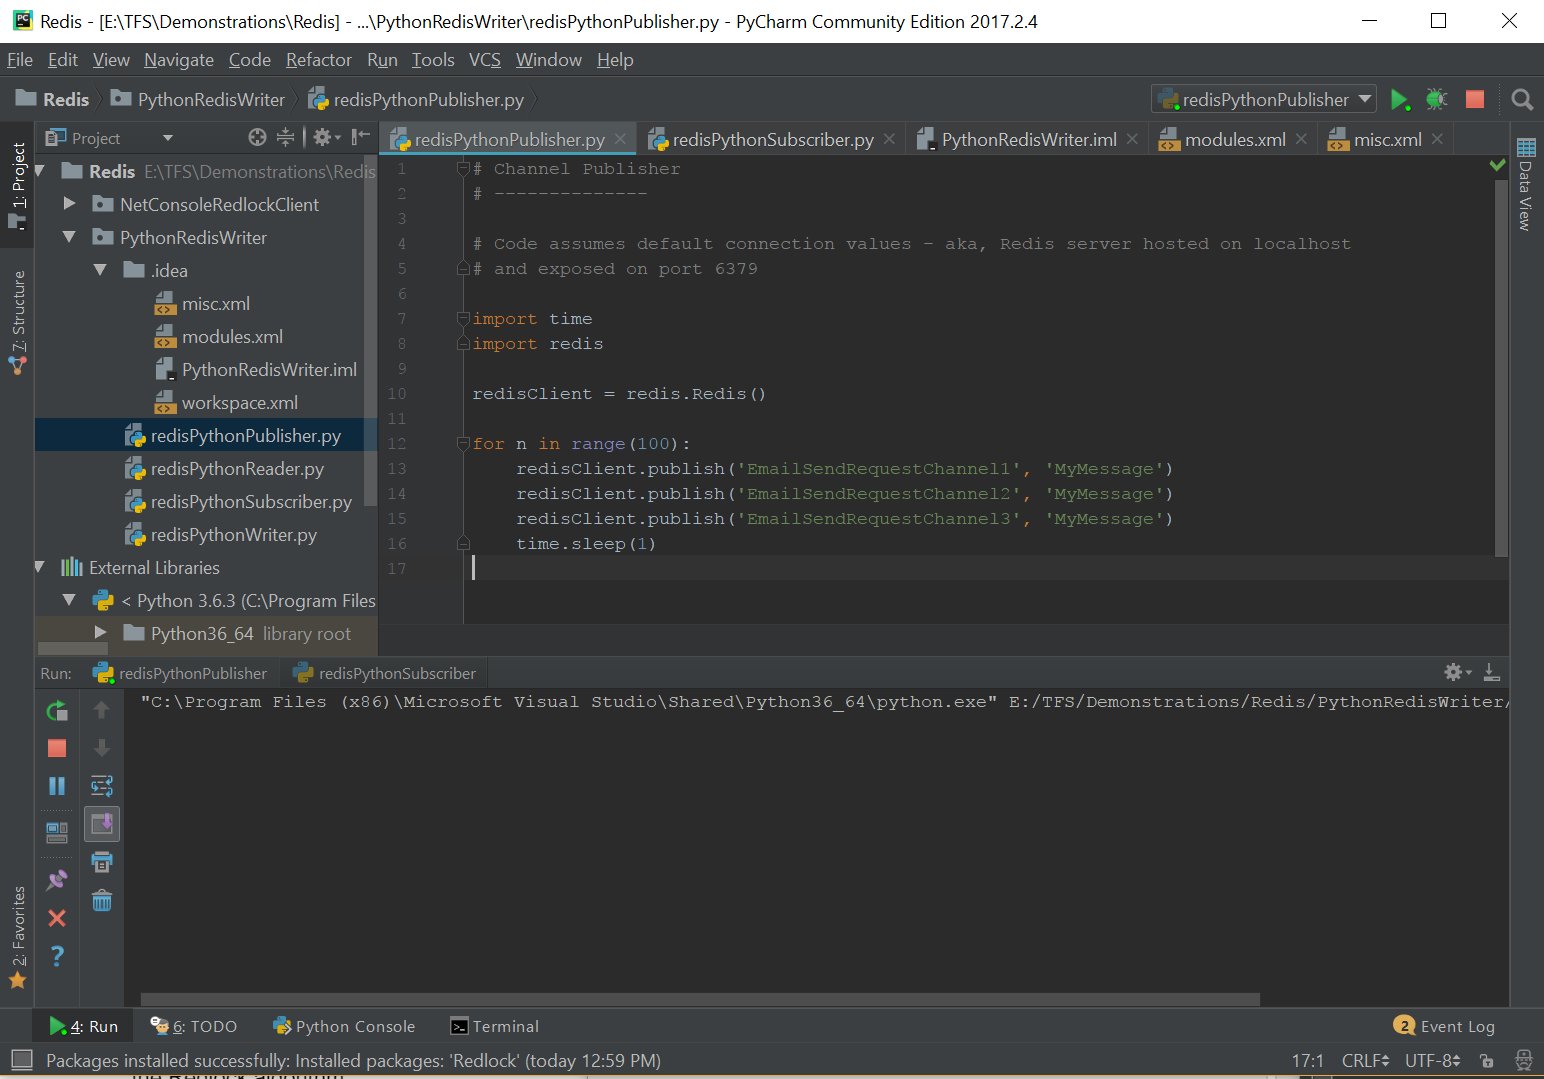 Redis - [E:\TFS\Demonstrations\Redis] - ...\PythonRedisWriter\redisPythonPublisher.py - PyCharm Community Edition 2017.2.4
File Edit View Navigate Code Refactor Run Tools VCS Window Help
Redis PythonRedisWriter redisPythonPublisher.py redisPythonPublisher
Project
redisPythonPublisher.py redisPythonSubscriber.py PythonRedisWriter.iml modules.xml misc.xml
1: Project
7: Structure
2: Favorites
Data View
Redis E:\TFS\Demonstrations\Redis
NetConsoleRedlockClient
PythonRedisWriter
.idea
misc.xml
modules.xml
PythonRedisWriter.iml
workspace.xml
redisPythonPublisher.py
redisPythonReader.py
redisPythonSubscriber.py
redisPythonWriter.py
External Libraries
< Python 3.6.3 (C:\Program Files
Python36_64 library root
1 # Channel Publisher
2 # --------------
3
4 # Code assumes default connection values - aka, Redis server hosted on localhost
5 # and exposed on port 6379
6
7 import time
8 import redis
9
10 redisClient = redis.Redis()
11
12 for n in range(100):
13 redisClient.publish('EmailSendRequestChannel1', 'MyMessage')
14 redisClient.publish('EmailSendRequestChannel2', 'MyMessage')
15 redisClient.publish('EmailSendRequestChannel3', 'MyMessage')
16 time.sleep(1)
17
Run: redisPythonPublisher redisPythonSubscriber
"C:\Program Files (x86)\Microsoft Visual Studio\Shared\Python36_64\python.exe" E:/TFS/Demonstrations/Redis/PythonRedisWriter/
4: Run 6: TODO Python Console Terminal 2 Event Log
Packages installed successfully: Installed packages: 'Redlock' (today 12:59 PM) 17:1 CRLF UTF-8